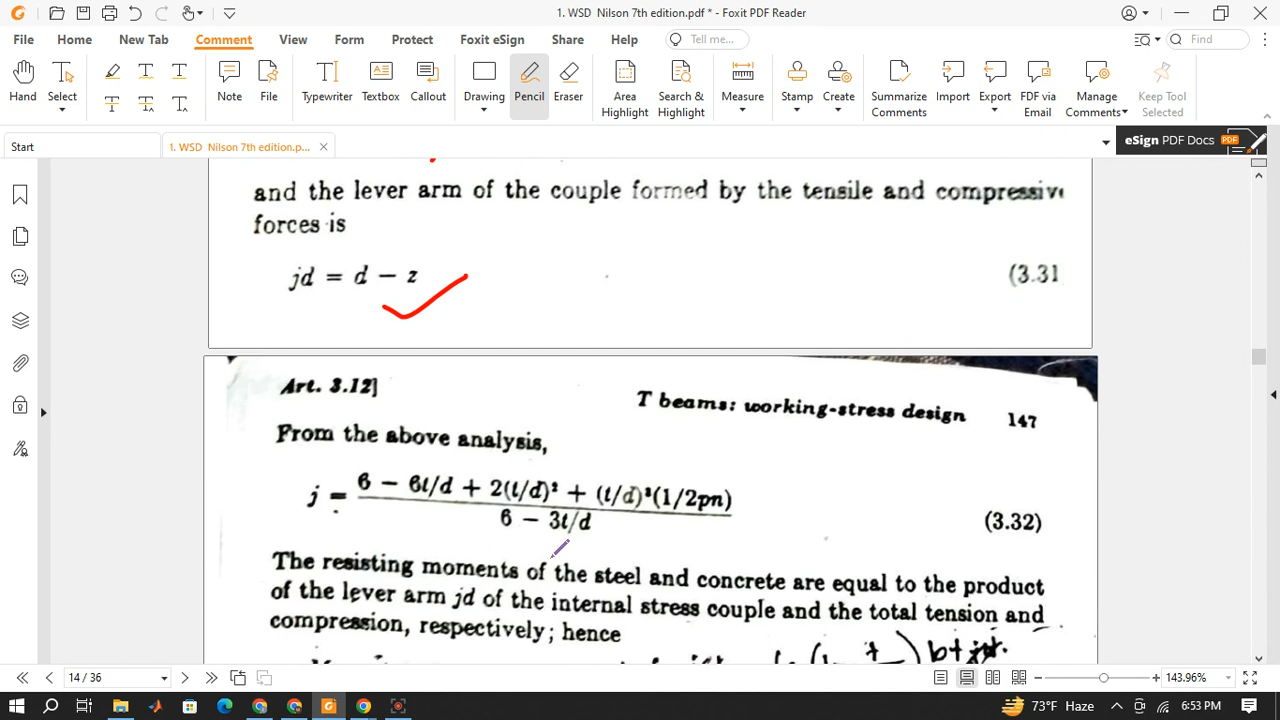 1. WSD Nilson 7th edition.pdf * - Foxit PDF Reader
File Home New Tab Comment View Form Protect Foxit eSign Share Help Tell me... Find
Hand Select Note File Typewriter Textbox Callout Drawing Pencil Eraser Area Highlight Search & Highlight Measure Stamp Create Summarize Comments Import Export PDF via Email Manage Comments Keep Tool Selected
Start 1. WSD Nilson 7th edition.p... eSign PDF Docs PDF
and the lever arm of the couple formed by the tensile and compressive
forces is
jd = d − z (3.31
Art. 3.12] T beams: working-stress design 147
From the above analysis,
j = 6 − 6t/d + 2(t/d)² + (t/d)³(1/2pn)
6 − 3t/d
(3.32)
The resisting moments of the steel and concrete are equal to the product
of the lever arm jd of the internal stress couple and the total tension and
compression, respectively; hence
14 / 36 143.96%
73°F Haze 6:53 PM